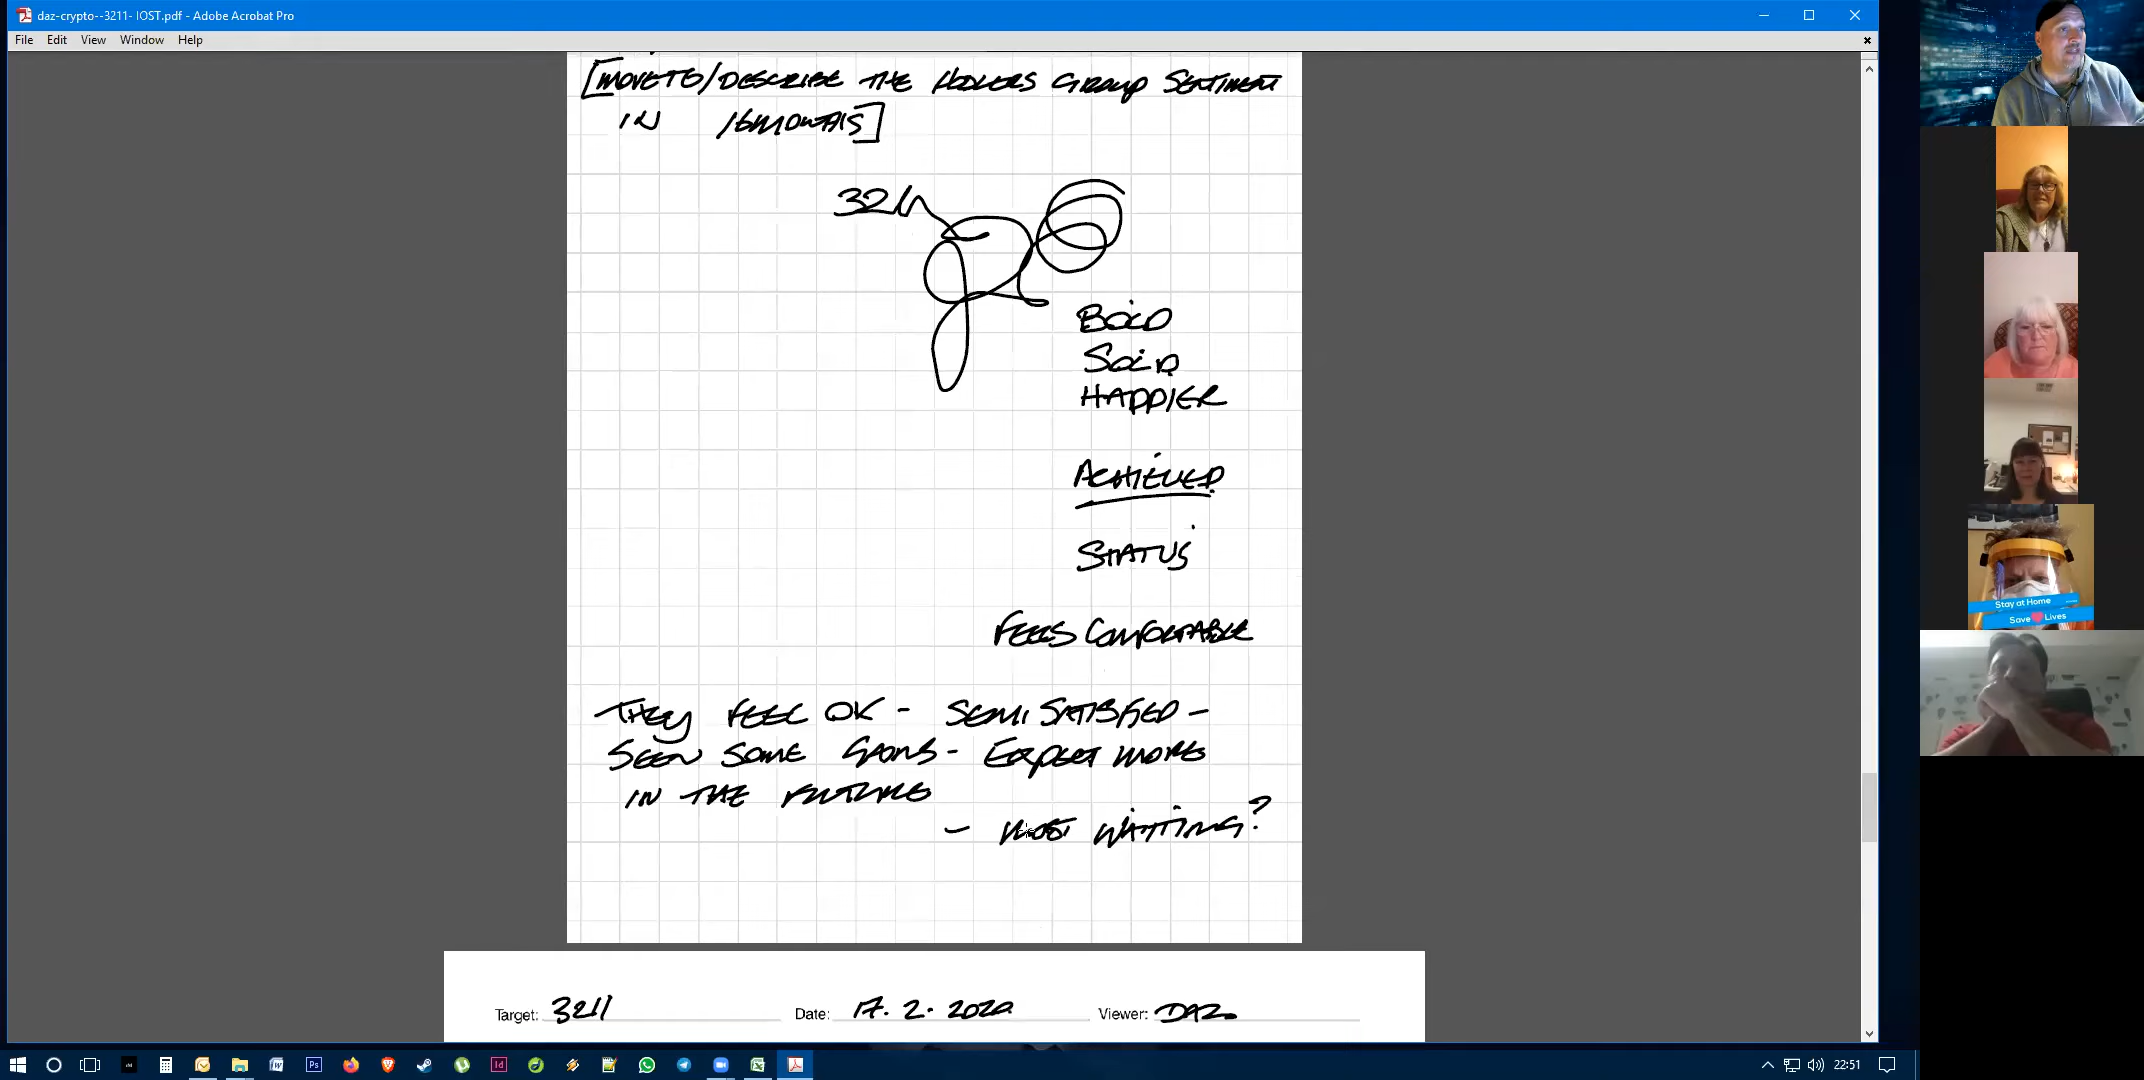 daz-crypto--3211- IOST.pdf - Adobe Acrobat Pro
File Edit View Window Help
[MOVE TO/DESCRIBE THE HODLERS GROUP SENTIMENT
IN 16MONTHS]
3211
BOLD
SOLID
HAPPIER
ACHIEVED
STATUS
FEELS COMFORTABLE
THEY FEEL OK - SEMI SATISFIED -
SEEN SOME GAINS - EXPECT MORE
IN THE FUTURE
- MOST WAITING?
Target: 3211 Date: 17. 2. 2020 Viewer: DAZ
Stay at Home
Save Lives
22:51